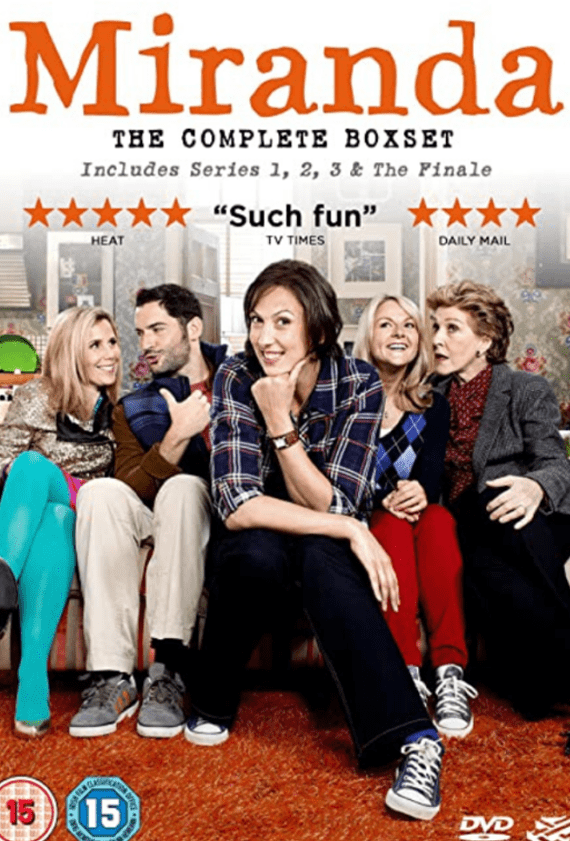 Miranda
THE COMPLETE BOXSET
Includes Series 1, 2, 3 & The Finale
"Such fun"
HEAT
TV TIMES
DAILY MAIL
15
15
DVD